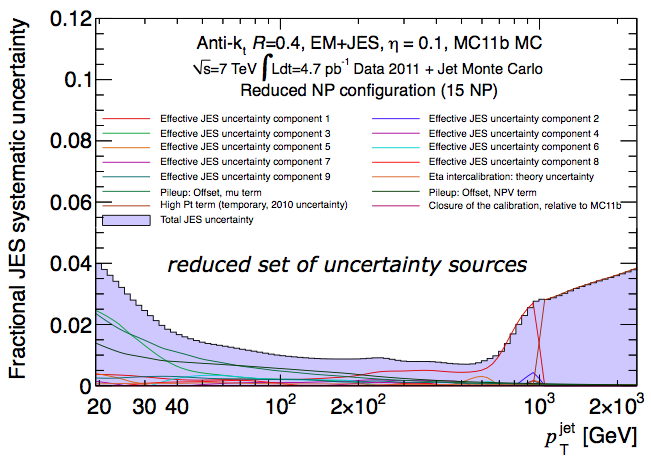 Fractional JES systematic uncertainty
0.12
0.1
0.08
0.06
0.04
0.02
0
Anti-kt R=0.4, EM+JES, η = 0.1, MC11b MC
√s=7 TeV ∫Ldt=4.7 pb⁻¹ Data 2011 + Jet Monte Carlo
Reduced NP configuration (15 NP)
Effective JES uncertainty component 1
Effective JES uncertainty component 2
Effective JES uncertainty component 3
Effective JES uncertainty component 4
Effective JES uncertainty component 5
Effective JES uncertainty component 6
Effective JES uncertainty component 7
Effective JES uncertainty component 8
Effective JES uncertainty component 9
Eta intercalibration: theory uncertainty
Pileup: Offset, mu term
Pileup: Offset, NPV term
High Pt term (temporary, 2010 uncertainty)
Closure of the calibration, relative to MC11b
Total JES uncertainty
reduced set of uncertainty sources
20 30 40 10² 2×10² 10³ 2×10³
p_T^jet [GeV]